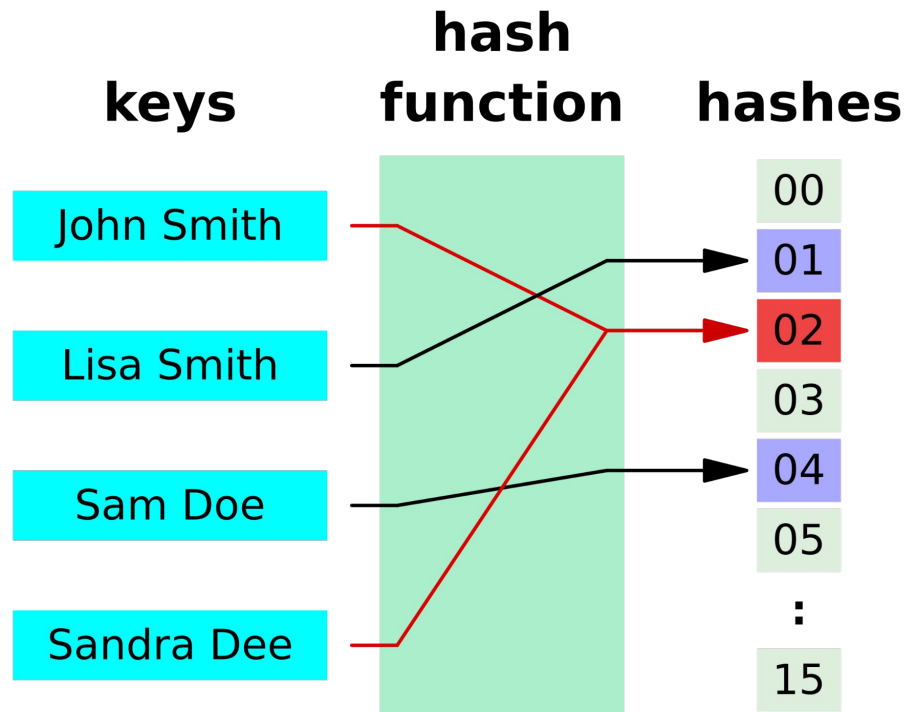 keys
hash
function
hashes
John Smith
Lisa Smith
Sam Doe
Sandra Dee
00
01
02
03
04
05
:
15